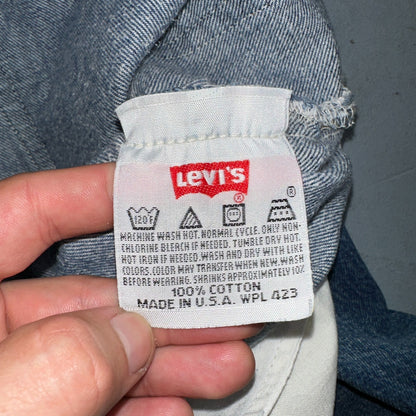 LEVI'S
®
®
120F
MACHINE WASH HOT. NORMAL CYCLE. ONLY NON-
CHLORINE BLEACH IF NEEDED. TUMBLE DRY HOT.
HOT IRON IF NEEDED. WASH AND DRY WITH LIKE
COLORS. COLOR MAY TRANSFER WHEN NEW. WASH
BEFORE WEARING. SHRINKS APPROXIMATELY 10%
100% COTTON
MADE IN U.S.A. WPL 423